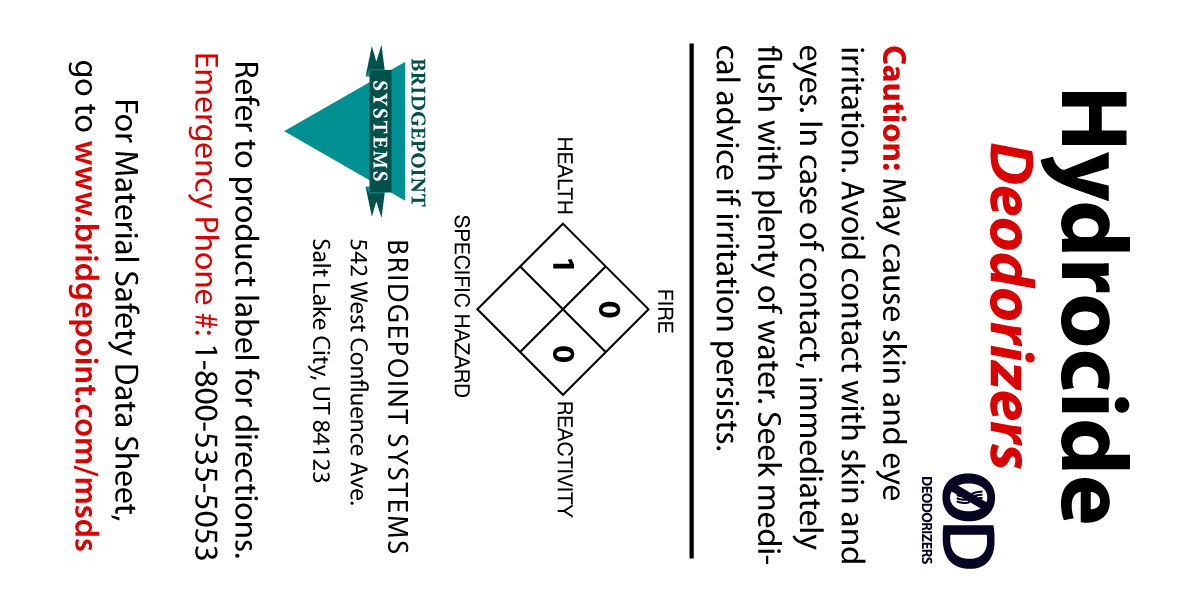 Hydrocide
Deodorizers
ØD
DEODORIZERS
Caution: May cause skin and eye
irritation. Avoid contact with skin and
eyes. In case of contact, immediately
flush with plenty of water. Seek medi-
cal advice if irritation persists.
FIRE
HEALTH
0
1
0
REACTIVITY
SPECIFIC HAZARD
BRIDGEPOINT
SYSTEMS
BRIDGEPOINT SYSTEMS
542 West Confluence Ave.
Salt Lake City, UT 84123
Refer to product label for directions.
Emergency Phone #: 1-800-535-5053
For Material Safety Data Sheet,
go to www.bridgepoint.com/msds